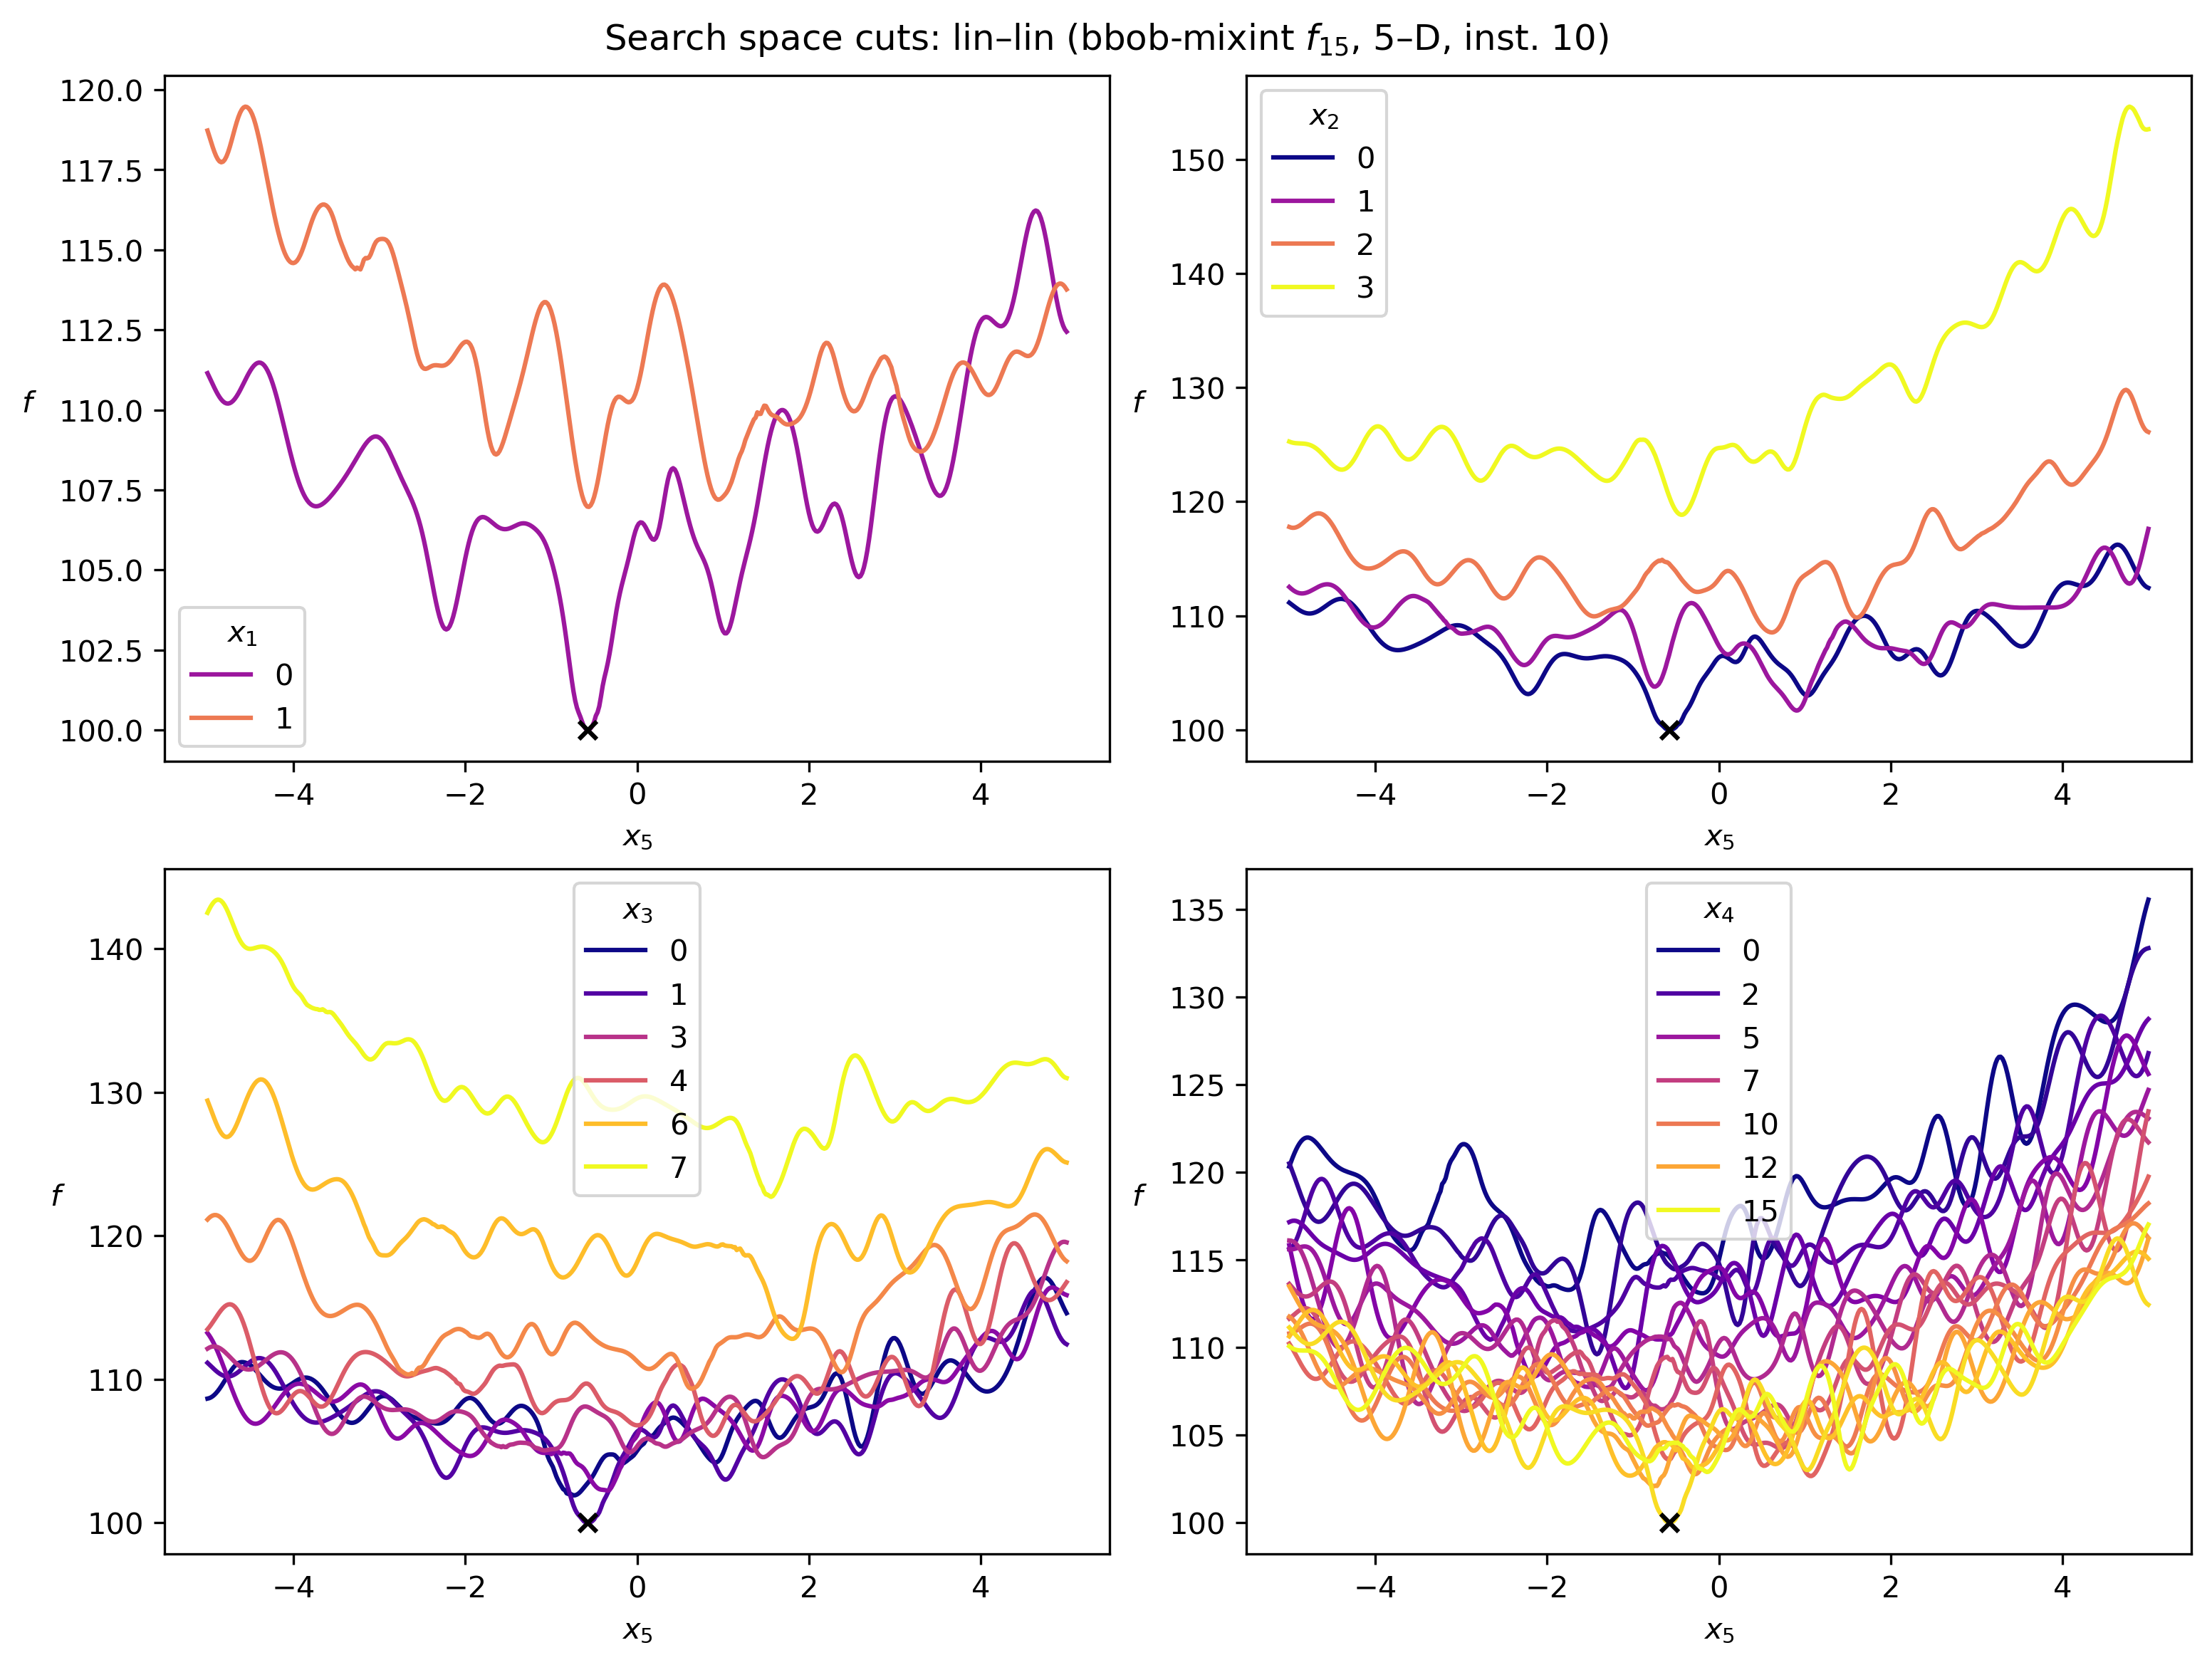 Search space cuts: lin–lin (bbob-mixint f₁₅, 5–D, inst. 10)
120.0
117.5
115.0
112.5
110.0
107.5
105.0
102.5
100.0
f
x₁
0
1
−4 −2 0 2 4
x₅
150
140
130
120
110
100
f
x₂
0
1
2
3
−4 −2 0 2 4
x₅
140
130
120
110
100
f
x₃
0
1
3
4
6
7
−4 −2 0 2 4
x₅
135
130
125
120
115
110
105
100
f
x₄
0
2
5
7
10
12
15
−4 −2 0 2 4
x₅